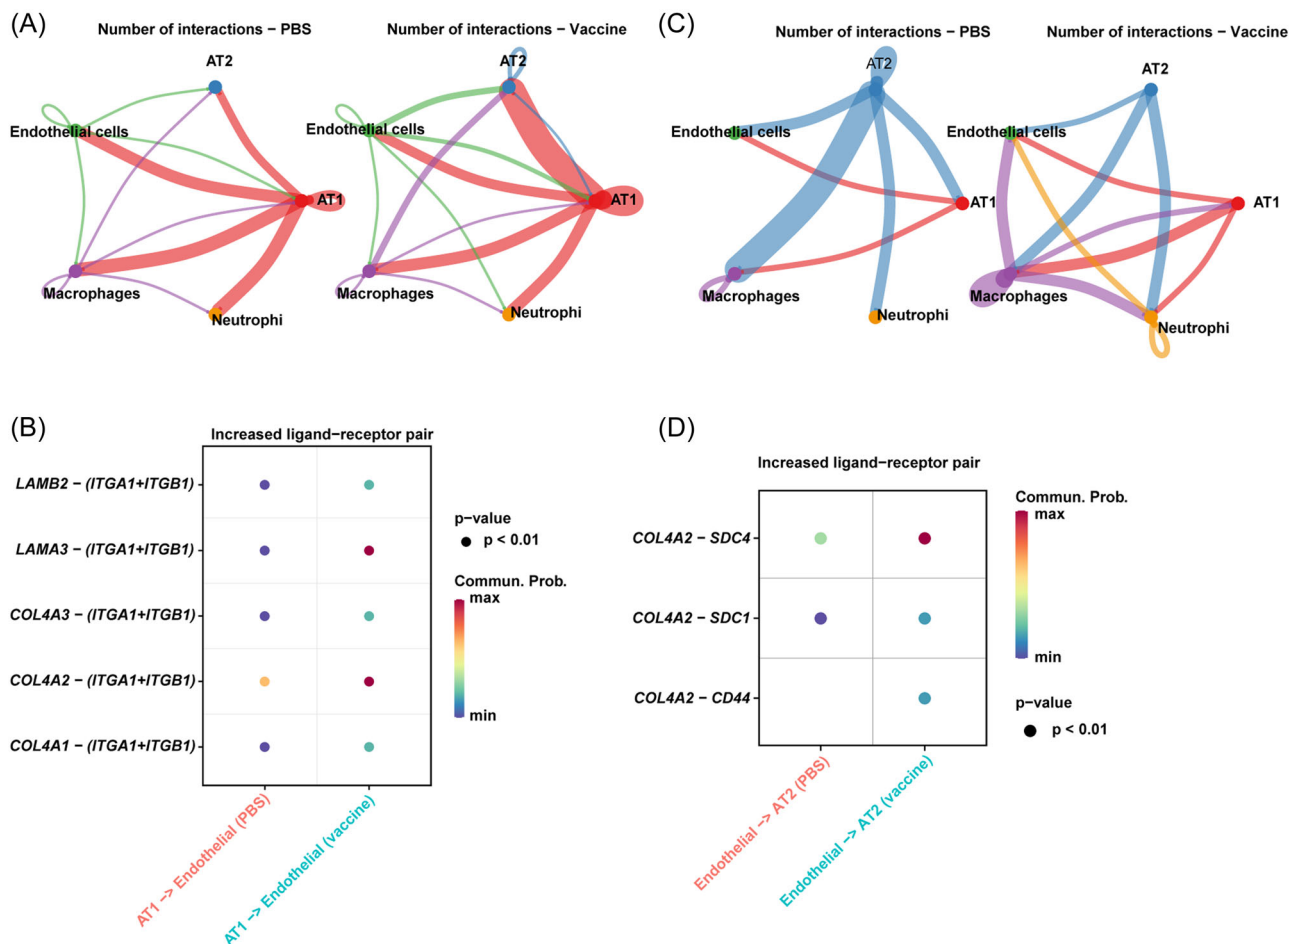 (A)
Number of interactions − PBS
AT2
Endothelial cells
AT1
Macrophages
Neutrophi
Number of interactions − Vaccine
AT2
Endothelial cells
AT1
Macrophages
Neutrophi
(C)
Number of interactions − PBS
AT2
Endothelial cells
AT1
Macrophages
Neutrophi
Number of interactions − Vaccine
AT2
Endothelial cells
AT1
Macrophages
Neutrophi
(B)
Increased ligand−receptor pair
LAMB2 − (ITGA1+ITGB1)
LAMA3 − (ITGA1+ITGB1)
COL4A3 − (ITGA1+ITGB1)
COL4A2 − (ITGA1+ITGB1)
COL4A1 − (ITGA1+ITGB1)
AT1 −> Endothelial (PBS)
AT1 −> Endothelial (vaccine)
p−value
p < 0.01
Commun. Prob.
max
min
(D)
Increased ligand−receptor pair
COL4A2 − SDC4
COL4A2 − SDC1
COL4A2 − CD44
Endothelial −> AT2 (PBS)
Endothelial −> AT2 (vaccine)
Commun. Prob.
max
min
p−value
p < 0.01